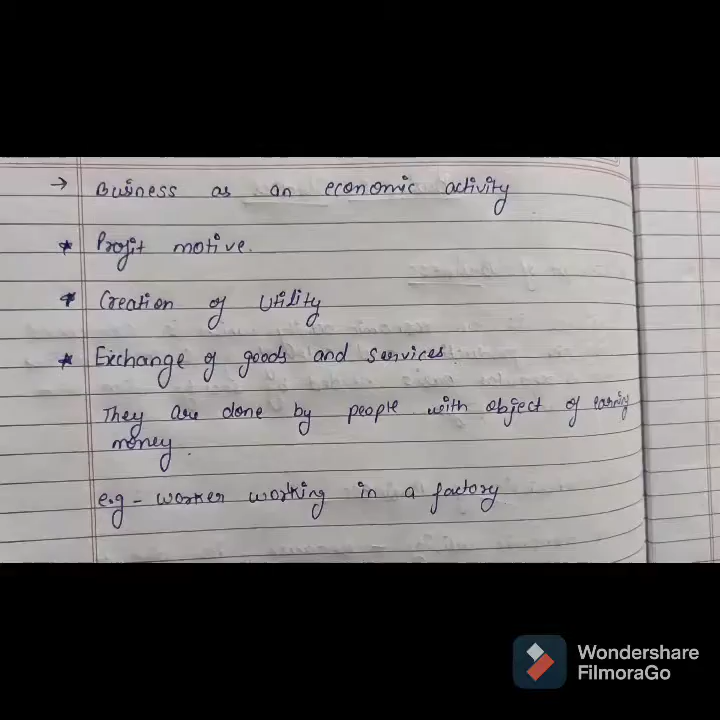 → Business as an economic activity
* Profit motive.
* Creation of Utility
* Exchange of goods and services.
They are done by people with object of earning
money.
e.g - worker working in a factory
Wondershare
FilmoraGo